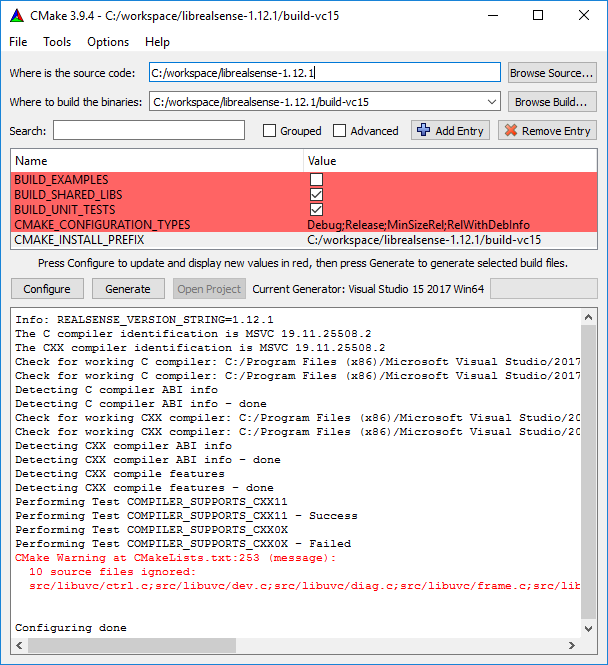 CMake 3.9.4 - C:/workspace/librealsense-1.12.1/build-vc15
File Tools Options Help
Where is the source code: C:/workspace/librealsense-1.12.1 Browse Source...
Where to build the binaries: C:/workspace/librealsense-1.12.1/build-vc15 Browse Build...
Search: Grouped Advanced Add Entry Remove Entry
Name Value
BUILD_EXAMPLES
BUILD_SHARED_LIBS
BUILD_UNIT_TESTS
CMAKE_CONFIGURATION_TYPES Debug;Release;MinSizeRel;RelWithDebInfo
CMAKE_INSTALL_PREFIX C:/workspace/librealsense-1.12.1/build-vc15
Press Configure to update and display new values in red, then press Generate to generate selected build files.
Configure Generate Open Project Current Generator: Visual Studio 15 2017 Win64
Info: REALSENSE_VERSION_STRING=1.12.1
The C compiler identification is MSVC 19.11.25508.2
The CXX compiler identification is MSVC 19.11.25508.2
Check for working C compiler: C:/Program Files (x86)/Microsoft Visual Studio/2017
Check for working C compiler: C:/Program Files (x86)/Microsoft Visual Studio/2017
Detecting C compiler ABI info
Detecting C compiler ABI info - done
Check for working CXX compiler: C:/Program Files (x86)/Microsoft Visual Studio/20
Check for working CXX compiler: C:/Program Files (x86)/Microsoft Visual Studio/20
Detecting CXX compiler ABI info
Detecting CXX compiler ABI info - done
Detecting CXX compile features
Detecting CXX compile features - done
Performing Test COMPILER_SUPPORTS_CXX11
Performing Test COMPILER_SUPPORTS_CXX11 - Success
Performing Test COMPILER_SUPPORTS_CXX0X
Performing Test COMPILER_SUPPORTS_CXX0X - Failed
CMake Warning at CMakeLists.txt:253 (message):
10 source files ignored:
src/libuvc/ctrl.c;src/libuvc/dev.c;src/libuvc/diag.c;src/libuvc/frame.c;src/lib
Configuring done